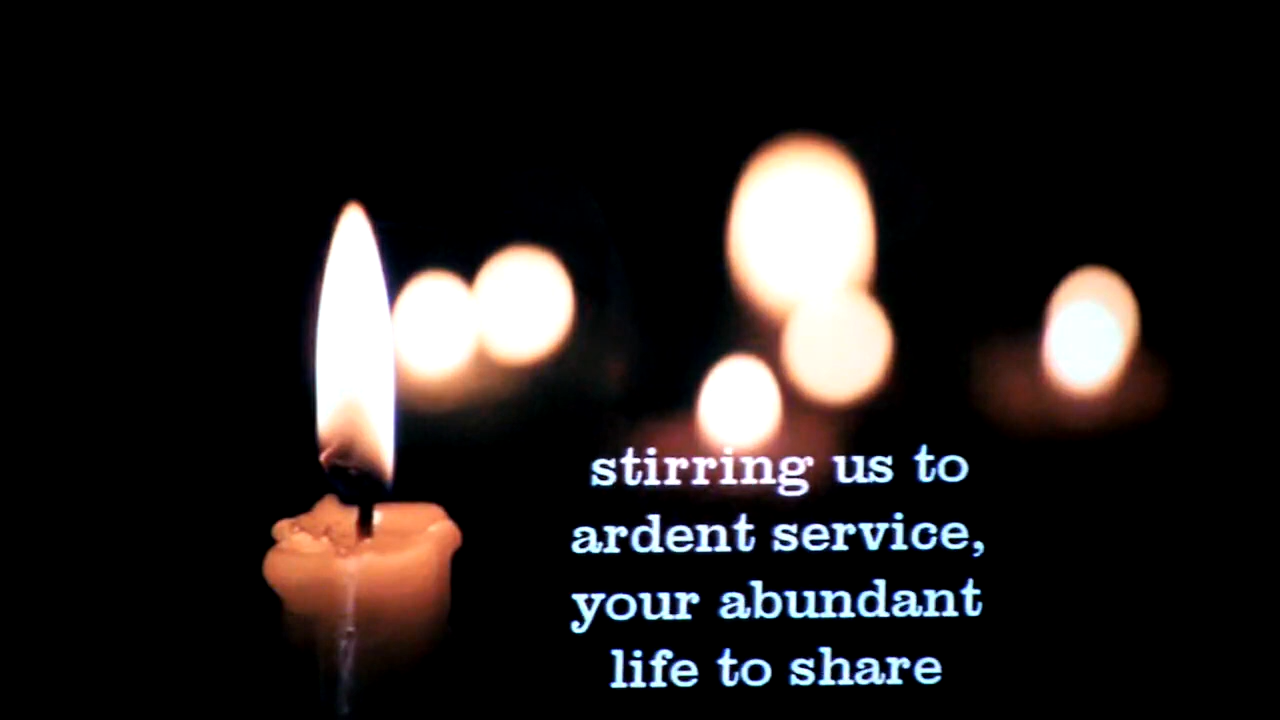 stirring us to
ardent service,
your abundant
life to share